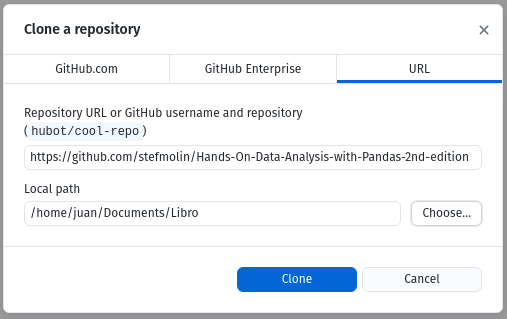 Clone a repository
GitHub.com
GitHub Enterprise
URL
Repository URL or GitHub username and repository
(hubot/cool-repo)
https://github.com/stefmolin/Hands-On-Data-Analysis-with-Pandas-2nd-edition
Local path
/home/juan/Documents/Libro
Choose...
Clone
Cancel